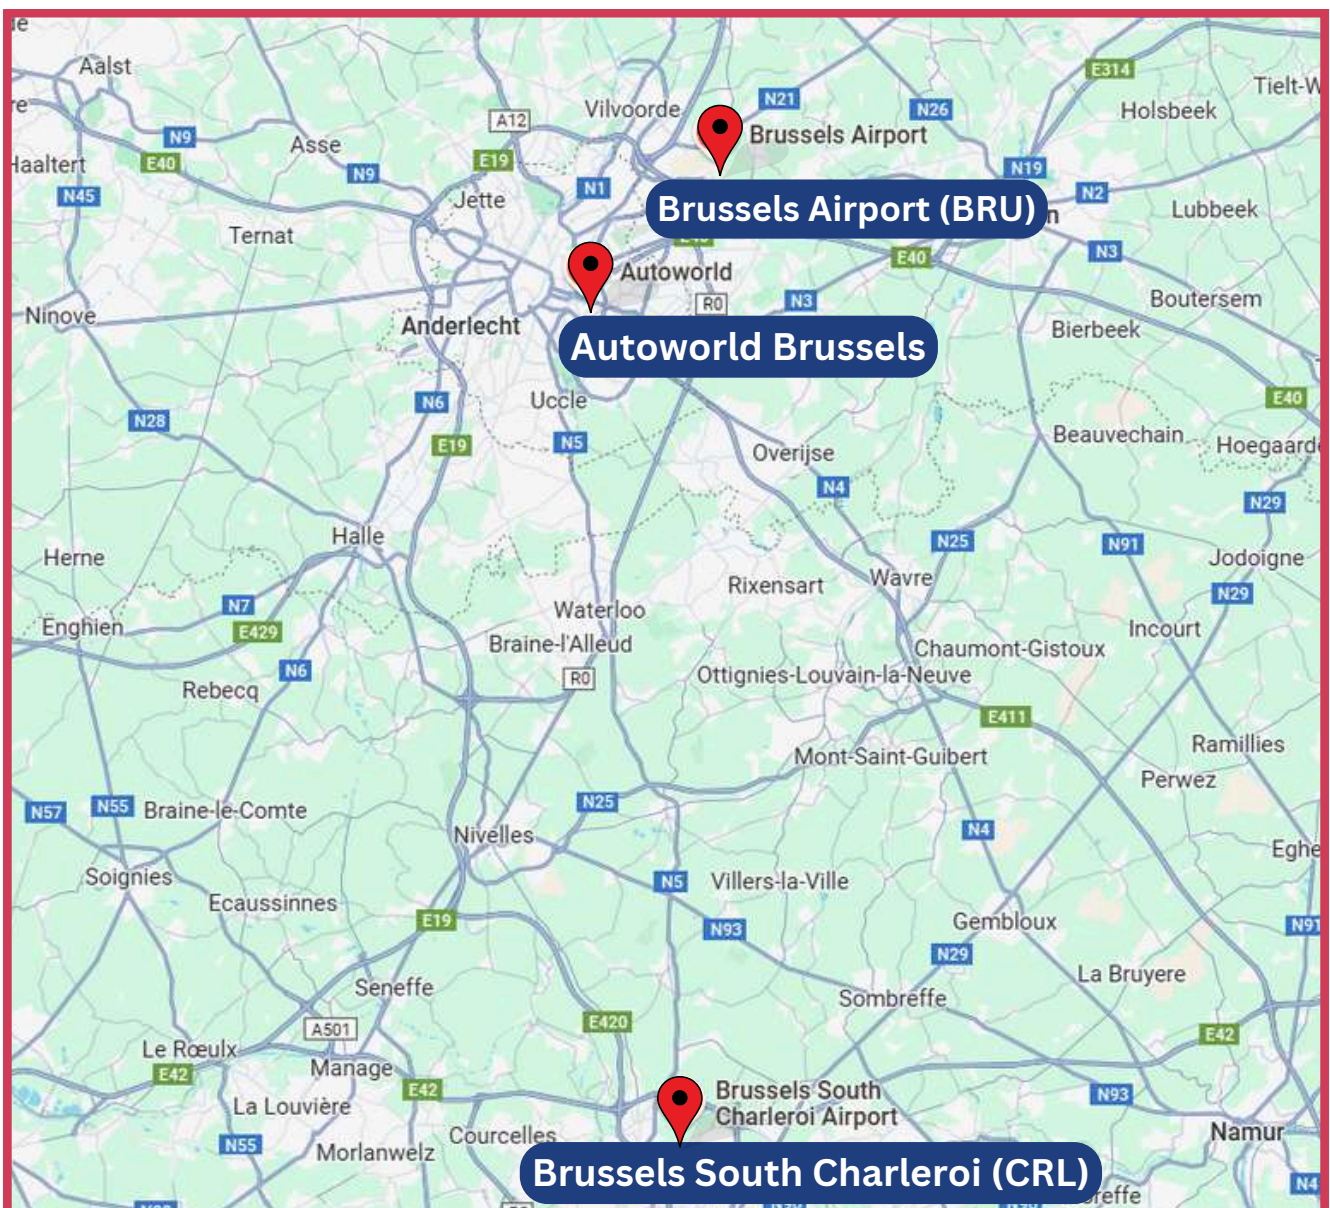 Aalst
E314
Tielt-W
N21
Vilvoorde
N26
Holsbeek
A12
Brussels Airport
N9
Asse
E40
E19
Haaltert
N9
N19
N1
N45
N2
Jette
Brussels Airport (BRU)
Lubbeek
Ternat
N3
E40
Autoworld
R0
N3
Boutersem
Ninove
Anderlecht
Bierbeek
Autoworld Brussels
N6
Uccle
E40
N28
N5
E19
Beauvechain
Hoegaarde
Overijse
N4
N29
Halle
N25
N91
Herne
Jodoigne
Rixensart
Wavre
N29
N7
Waterloo
Enghien
E429
Incourt
Braine-l'Alleud
Chaumont-Gistoux
N6
R0
Ottignies-Louvain-la-Neuve
Rebecq
E411
Ramillies
Mont-Saint-Guibert
Perwez
N57
N55
Braine-le-Comte
N25
N4
Nivelles
Eghe
Soignies
N5
Villers-la-Ville
Ecaussinnes
E19
Gembloux
N93
N91
N29
La Bruyere
Seneffe
Sombreffe
E420
A501
E42
Le Rœulx
Manage
E42
E42
Brussels South
Charleroi Airport
N93
La Louvière
Courcelles
Namur
N55
Morlanwelz
Brussels South Charleroi (CRL)
N4